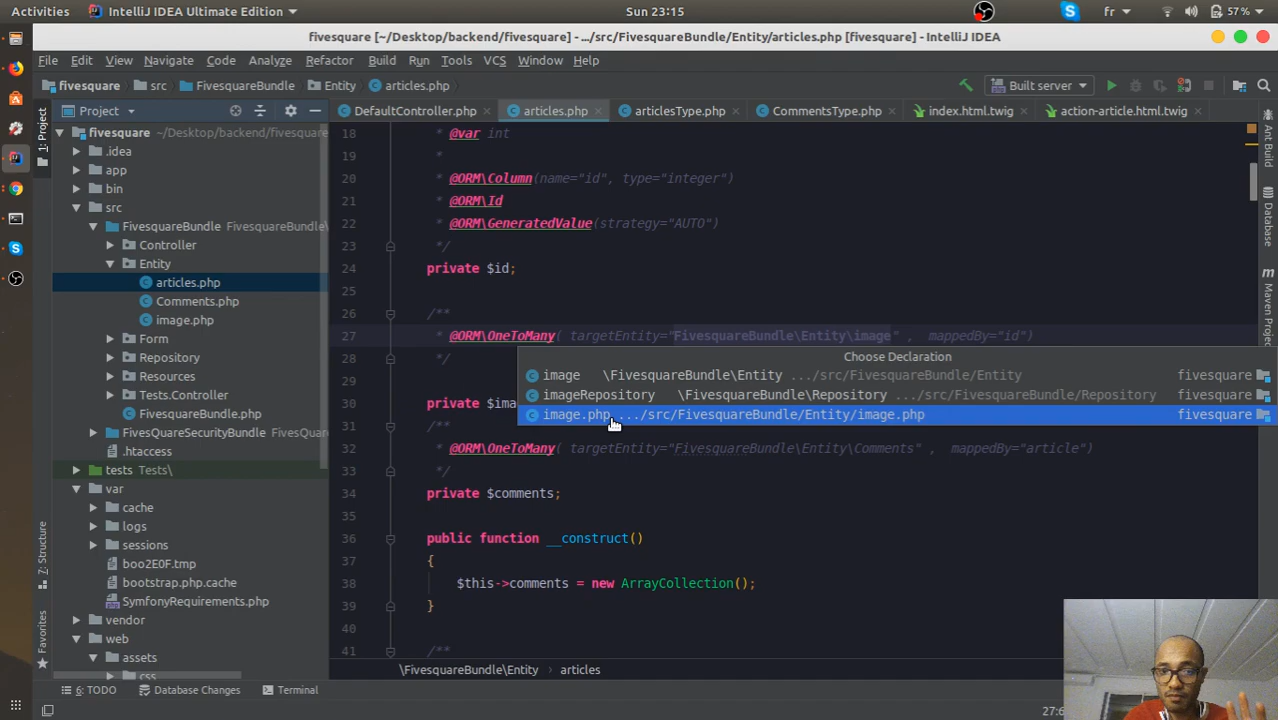 Activities IntelliJ IDEA Ultimate Edition Sun 23:15 fr 57%
fivesquare [~/Desktop/backend/fivesquare] - .../src/FivesquareBundle/Entity/articles.php [fivesquare] - IntelliJ IDEA
File Edit View Navigate Code Analyze Refactor Build Run Tools VCS Window Help
fivesquare src FivesquareBundle Entity articles.php Built server
Project DefaultController.php articles.php articlesType.php CommentsType.php index.html.twig action-article.html.twig
1: Project
7: Structure
Favorites
fivesquare ~/Desktop/backend/fivesquare
.idea
app
bin
src
FivesquareBundle FivesquareBundle\
Controller
Entity
articles.php
Comments.php
image.php
Form
Repository
Resources
Tests.Controller
FivesquareBundle.php
FivesQuareSecurityBundle
.htaccess
tests Tests\
var
cache
logs
sessions
boo2E0F.tmp
bootstrap.php.cache
SymfonyRequirements.php
vendor
web
assets
css
18 * @var int
19 *
20 * @ORM\Column(name="id", type="integer")
21 * @ORM\Id
22 * @ORM\GeneratedValue(strategy="AUTO")
23 */
24 private $id;
25
26 /**
27 * @ORM\OneToMany( targetEntity="FivesquareBundle\Entity\image" , mappedBy="id")
28 */
29
30 private $ima
31 /**
32 * @ORM\OneToMany( targetEntity="FivesquareBundle\Entity\Comments" , mappedBy="article")
33 */
34 private $comments;
35
36 public function __construct()
37 {
38 $this->comments = new ArrayCollection();
39 }
40
41 /**
Choose Declaration
image \FivesquareBundle\Entity .../src/FivesquareBundle/Entity fivesquare
imageRepository \FivesquareBundle\Repository .../src/FivesquareBundle/Repository fivesquare
image.php .../src/FivesquareBundle/Entity/image.php fivesquare
Ant Build
Database
Maven
\FivesquareBundle\Entity articles
6: TODO Database Changes Terminal